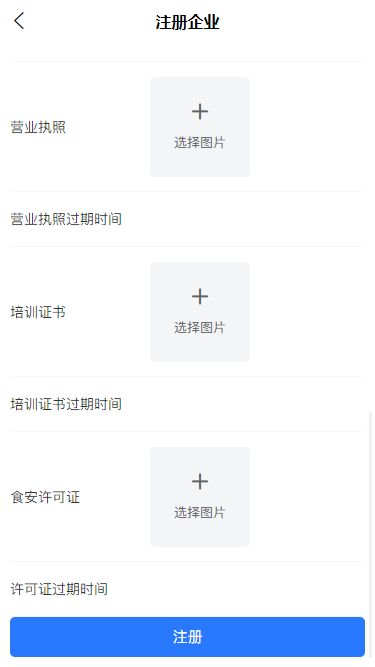 注册企业
营业执照
选择图片
营业执照过期时间
培训证书
选择图片
培训证书过期时间
食安许可证
选择图片
许可证过期时间
注册